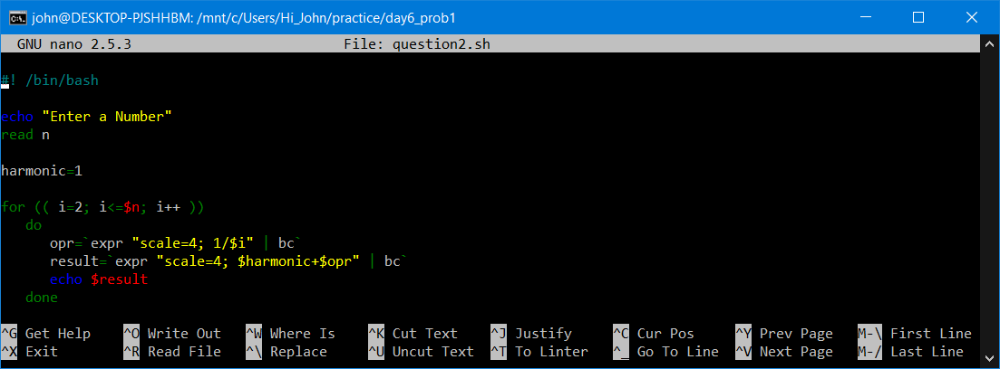 john@DESKTOP-PJSHHBM: /mnt/c/Users/Hi_John/practice/day6_prob1
GNU nano 2.5.3 File: question2.sh
#! /bin/bash
echo "Enter a Number"
read n
harmonic=1
for (( i=2; i<=$n; i++ ))
do
opr=`expr "scale=4; 1/$i" | bc`
result=`expr "scale=4; $harmonic+$opr" | bc`
echo $result
done
^G Get Help ^O Write Out ^W Where Is ^K Cut Text ^J Justify ^C Cur Pos ^Y Prev Page M-\ First Line
^X Exit ^R Read File ^\ Replace ^U Uncut Text ^T To Linter ^_ Go To Line ^V Next Page M-/ Last Line